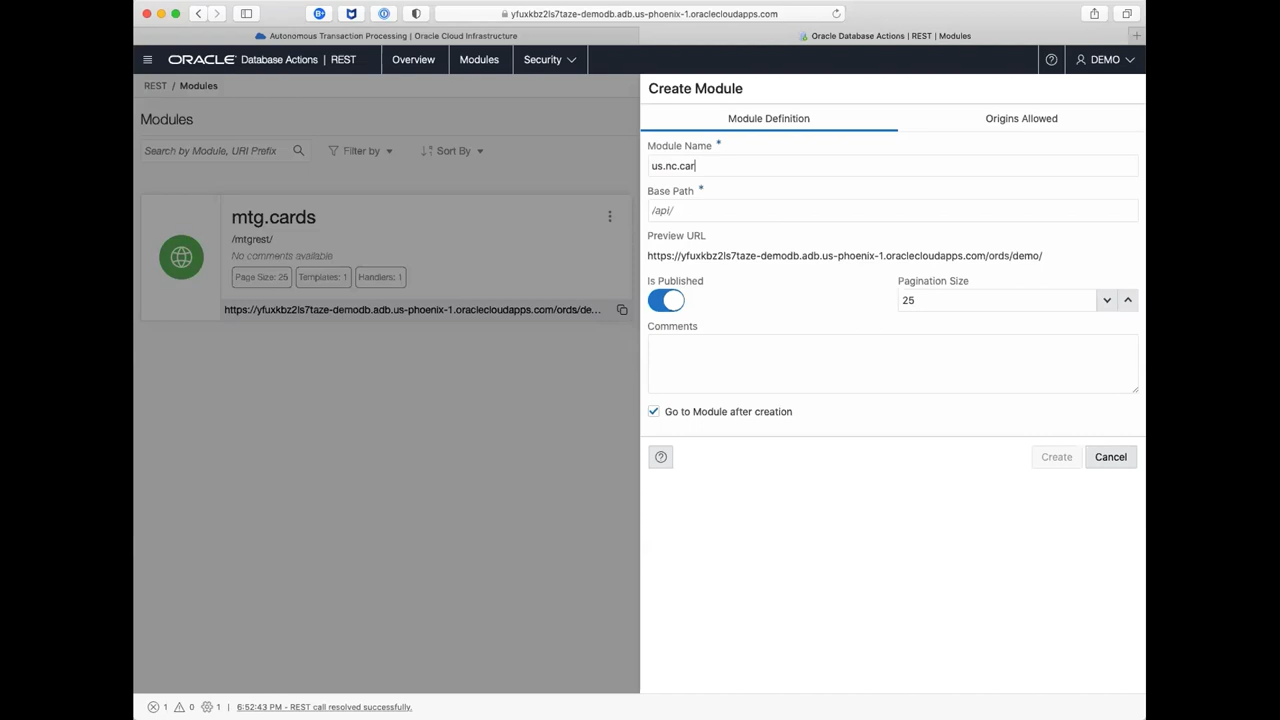 yfuxkbz2ls7taze-demodb.adb.us-phoenix-1.oraclecloudapps.com
Autonomous Transaction Processing | Oracle Cloud Infrastructure
Oracle Database Actions | REST | Modules
ORACLE Database Actions | REST
Overview
Modules
Security
DEMO
REST / Modules
Modules
Search by Module, URI Prefix
Filter by
Sort By
mtg.cards
/mtgrest/
No comments available
Page Size: 25
Templates: 1
Handlers: 1
https://yfuxkbz2ls7taze-demodb.adb.us-phoenix-1.oraclecloudapps.com/ords/de...
Create Module
Module Definition
Origins Allowed
Module Name *
us.nc.car
Base Path *
/api/
Preview URL
https://yfuxkbz2ls7taze-demodb.adb.us-phoenix-1.oraclecloudapps.com/ords/demo/
Is Published
Pagination Size
25
Comments
Go to Module after creation
Create
Cancel
1 0 1 | 6:52:43 PM - REST call resolved successfully.